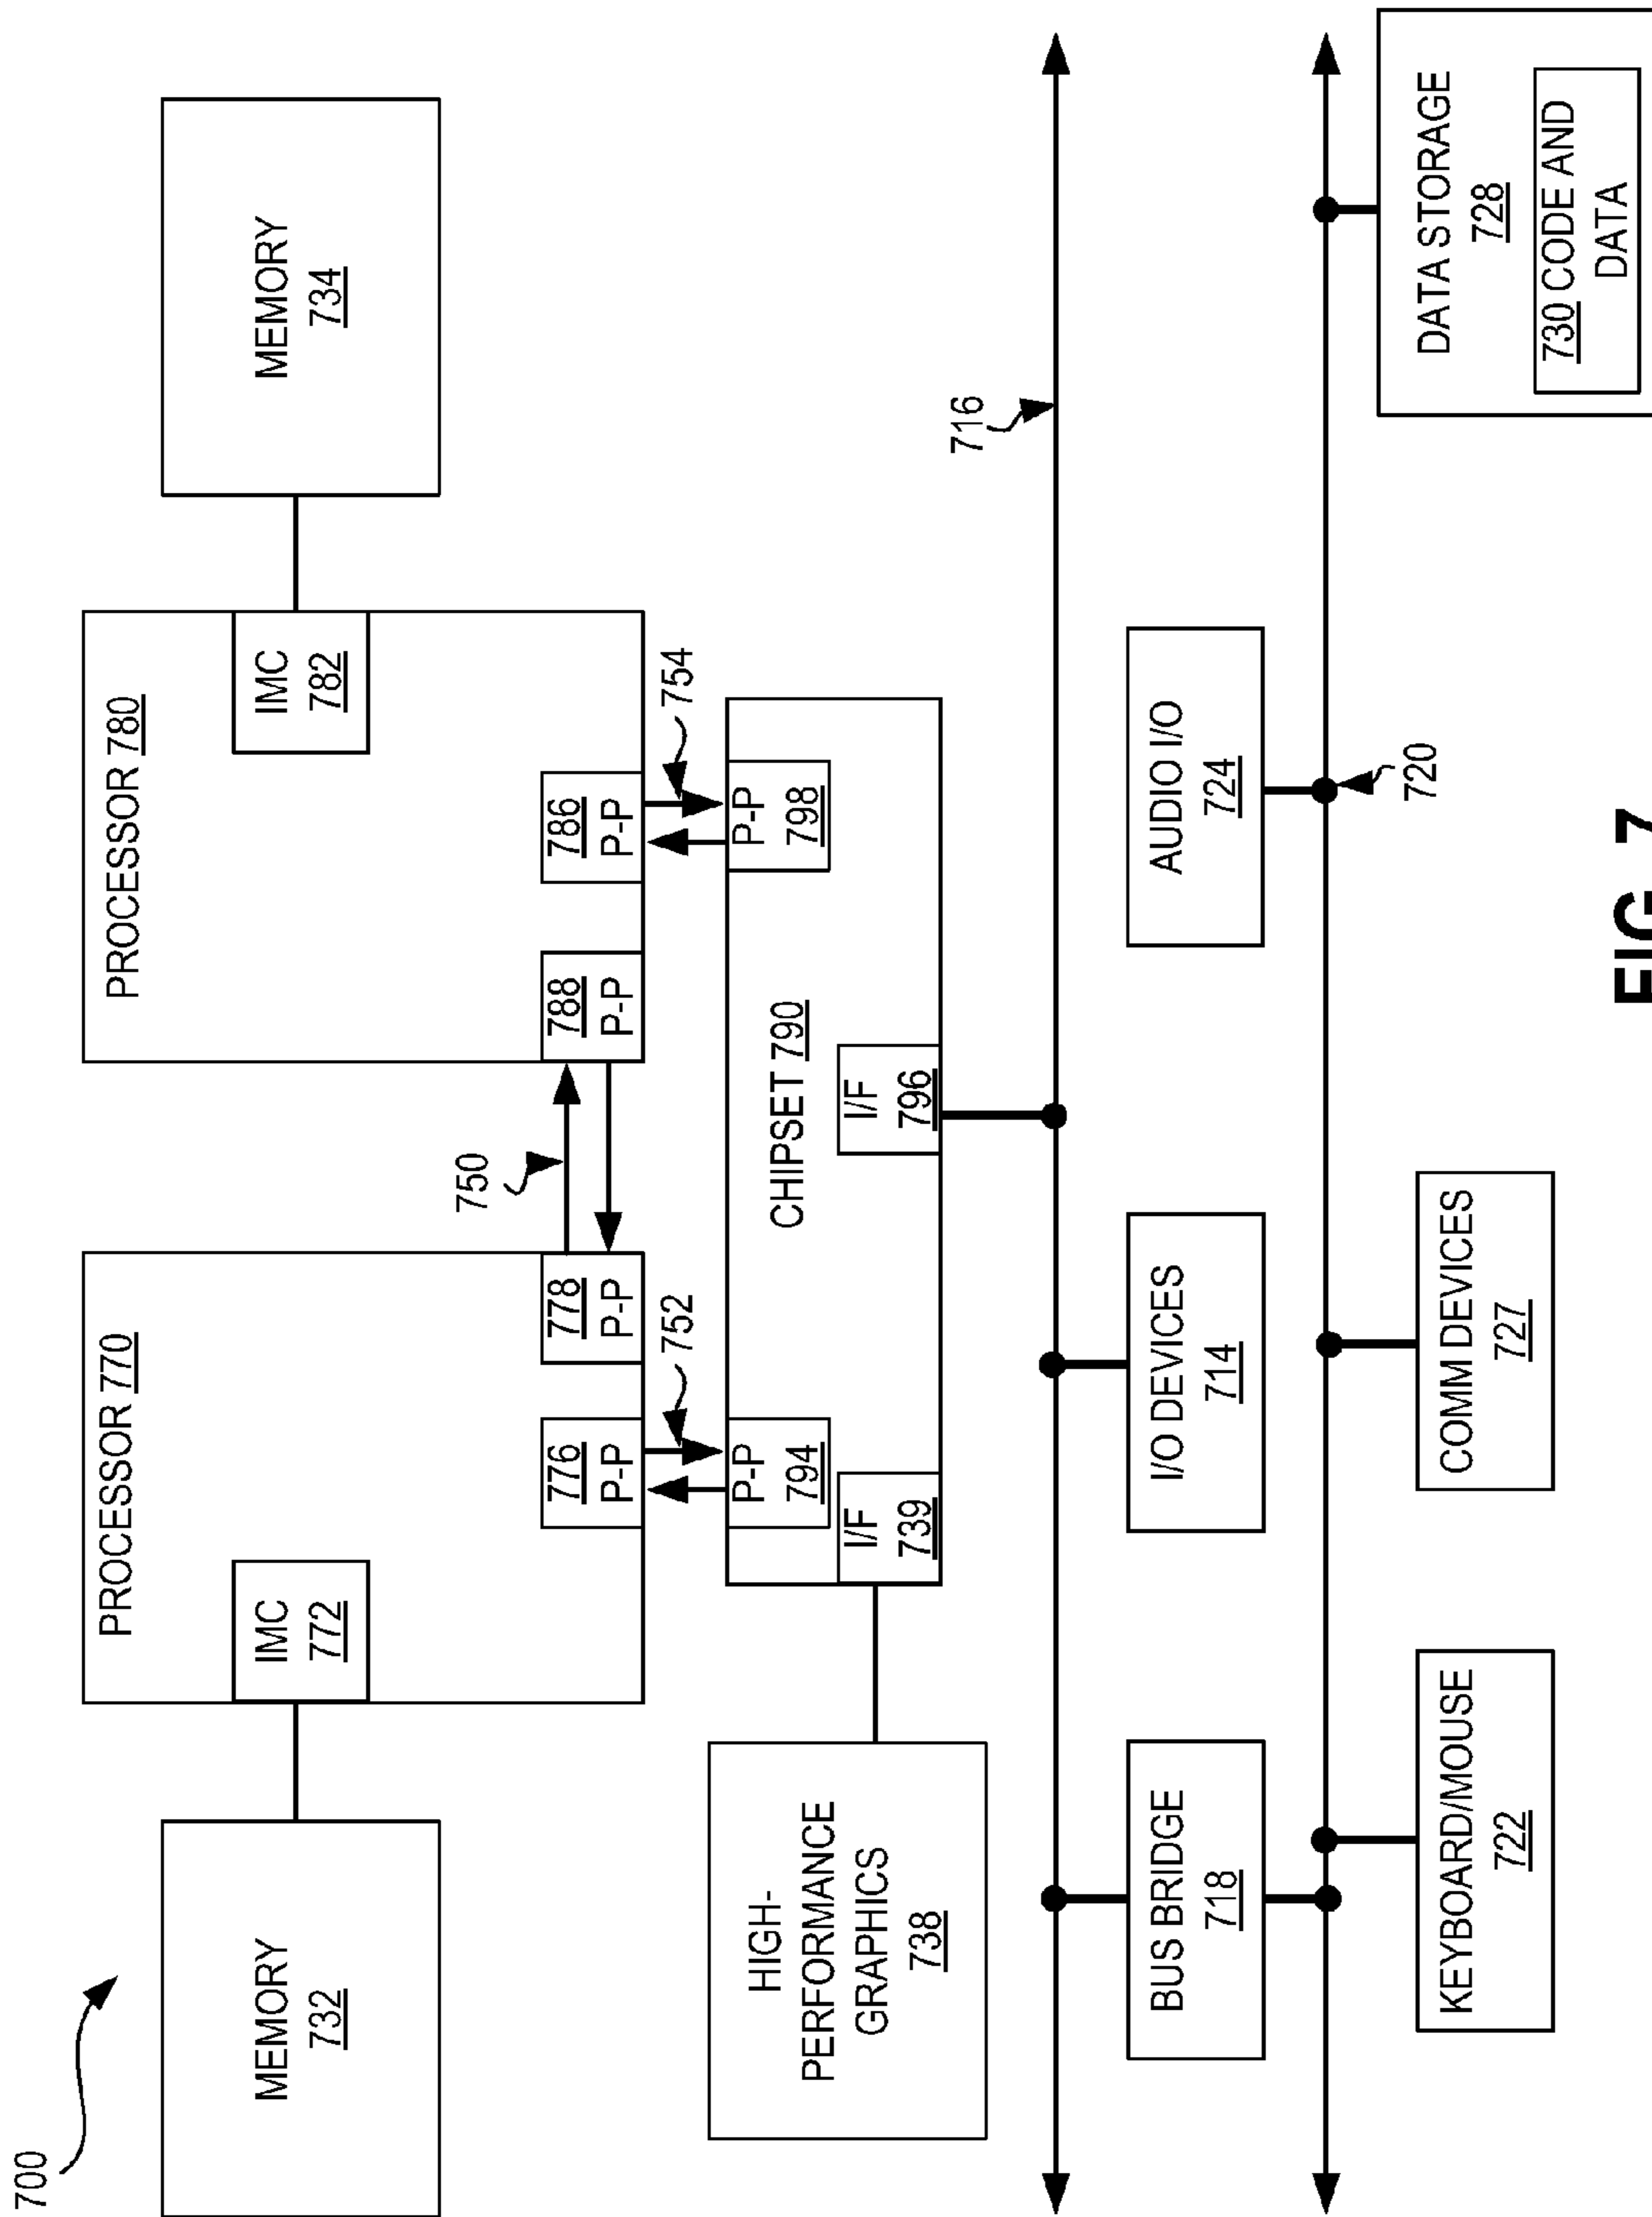 700
PROCESSOR 770
PROCESSOR 780
MEMORY
732
IMC
772
IMC
782
MEMORY
734
750
776
P-P
778
P-P
788
P-P
786
P-P
752
754
HIGH-
PERFORMANCE
GRAPHICS
738
P-P
794
P-P
798
CHIPSET 790
I/F
739
I/F
796
716
BUS BRIDGE
718
I/O DEVICES
714
AUDIO I/O
724
720
KEYBOARD/MOUSE
722
COMM DEVICES
727
DATA STORAGE
728
730 CODE AND
DATA
FIG. 7